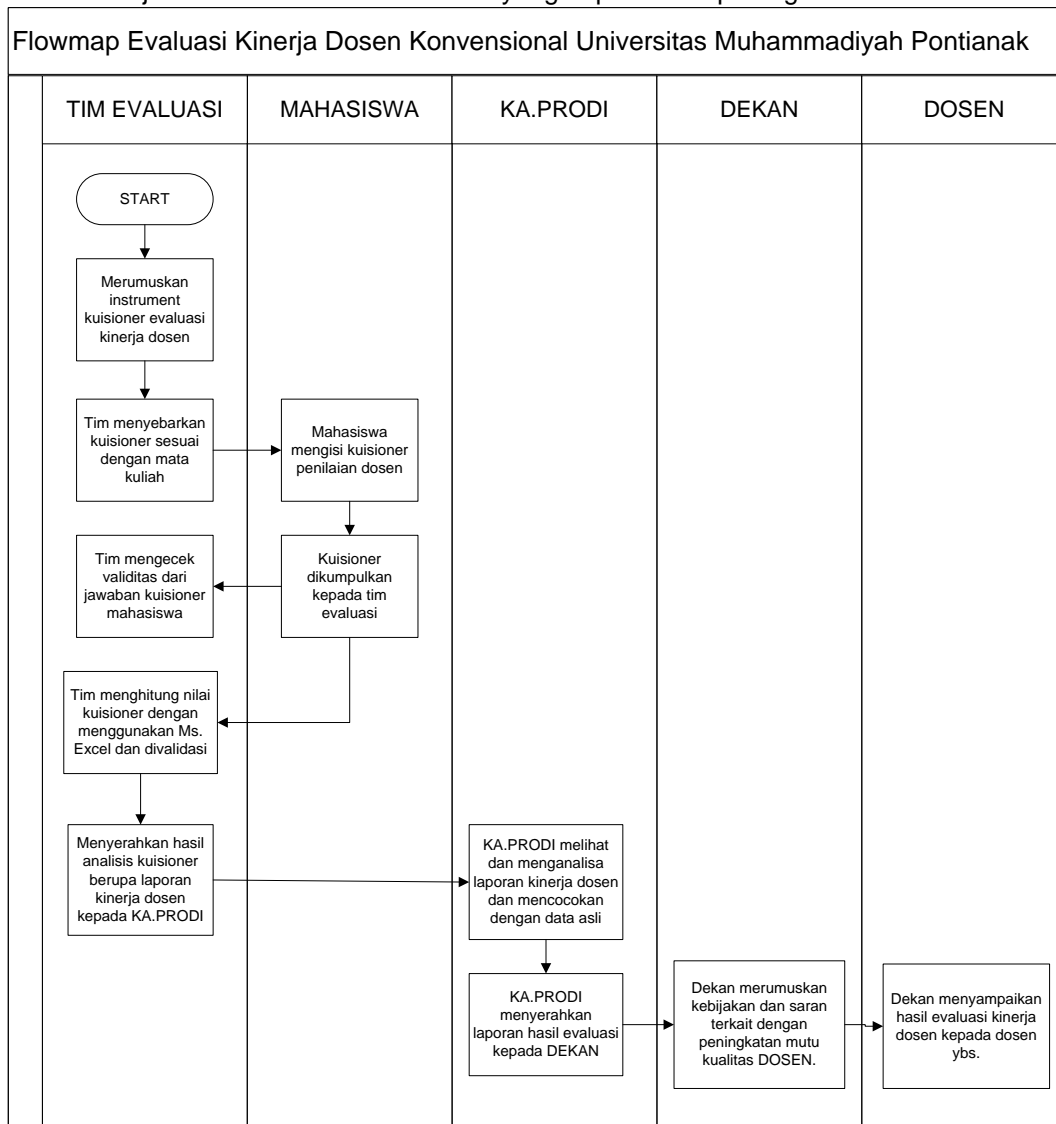 Flowmap Evaluasi Kinerja Dosen Konvensional Universitas Muhammadiyah Pontianak
TIM EVALUASI
MAHASISWA
KA.PRODI
DEKAN
DOSEN
START
Merumuskan
instrument
kuisioner evaluasi
kinerja dosen
Tim menyebarkan
kuisioner sesuai
dengan mata
kuliah
Mahasiswa
mengisi kuisioner
penilaian dosen
Tim mengecek
validitas dari
jawaban kuisioner
mahasiswa
Kuisioner
dikumpulkan
kepada tim
evaluasi
Tim menghitung nilai
kuisioner dengan
menggunakan Ms.
Excel dan divalidasi
Menyerahkan hasil
analisis kuisioner
berupa laporan
kinerja dosen
kepada KA.PRODI
KA.PRODI melihat
dan menganalisa
laporan kinerja dosen
dan mencocokan
dengan data asli
KA.PRODI
menyerahkan
laporan hasil evaluasi
kepada DEKAN
Dekan merumuskan
kebijakan dan saran
terkait dengan
peningkatan mutu
kualitas DOSEN.
Dekan menyampaikan
hasil evaluasi kinerja
dosen kepada dosen
ybs.